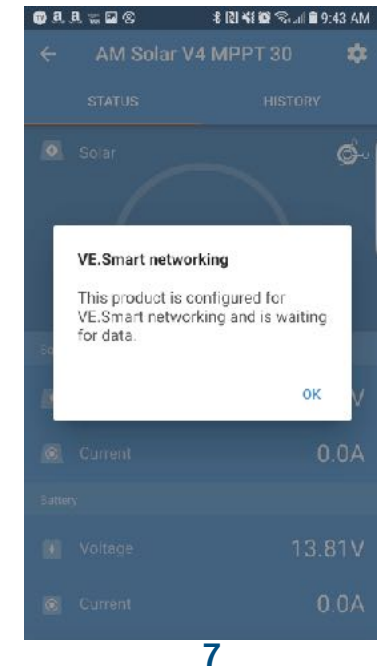 9:43 AM
AM Solar V4 MPPT 30
STATUS HISTORY
Solar
VE.Smart networking
This product is configured for
VE.Smart networking and is waiting
for data.
OK
V
Current 0.0A
Battery
Voltage 13.81V
Current 0.0A
7